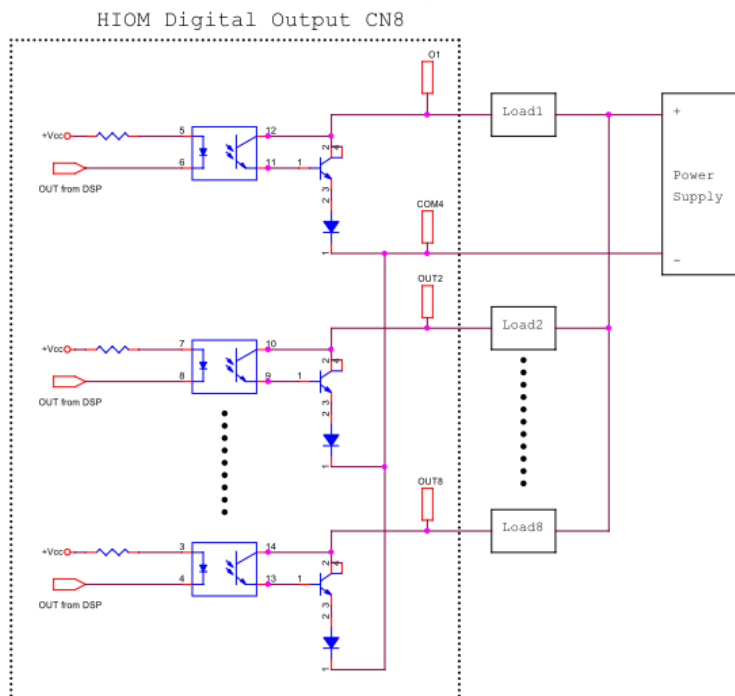 HIOM Digital Output CN8
O1
+Vcc
5
12
2
4
Load1
+
6
11
1
OUT from DSP
3
2
Power
Supply
COM4
1
-
OUT2
+Vcc
7
10
2
4
Load2
8
9
1
OUT from DSP
3
2
1
OUT8
+Vcc
3
14
2
4
Load8
4
13
1
OUT from DSP
3
2
1